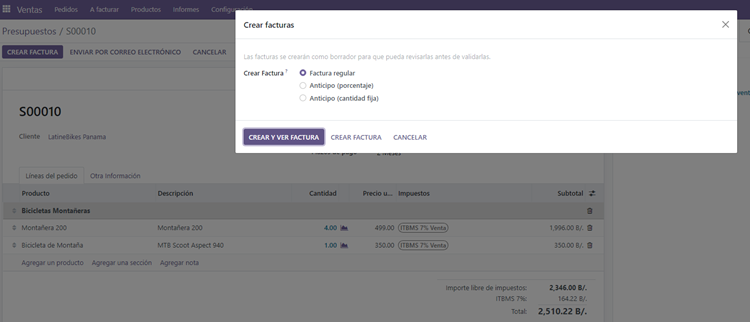 Ventas Pedidos A facturar Productos Informes Configuración
Presupuestos / S00010
CREAR FACTURA ENVIAR POR CORREO ELECTRÓNICO CANCELAR
Crear facturas
Las facturas se crearán como borrador para que pueda revisarlas antes de validarlas.
Crear Factura ? Factura regular
Anticipo (porcentaje)
Anticipo (cantidad fija)
CREAR Y VER FACTURA CREAR FACTURA CANCELAR
S00010
Cliente LatineBikes Panama
Líneas del pedido Otra Información
Producto Descripción Cantidad Precio u... Impuestos Subtotal
Bicicletas Montañeras
Montañera 200 Montañera 200 4.00 499.00 ITBMS 7% Venta 1,996.00 B/.
Bicicleta de Montaña MTB Scoot Aspect 940 1.00 350.00 ITBMS 7% Venta 350.00 B/.
Agregar un producto Agregar una sección Agregar nota
Importe libre de impuestos: 2,346.00 B/.
ITBMS 7%: 164.22 B/.
Total: 2,510.22 B/.